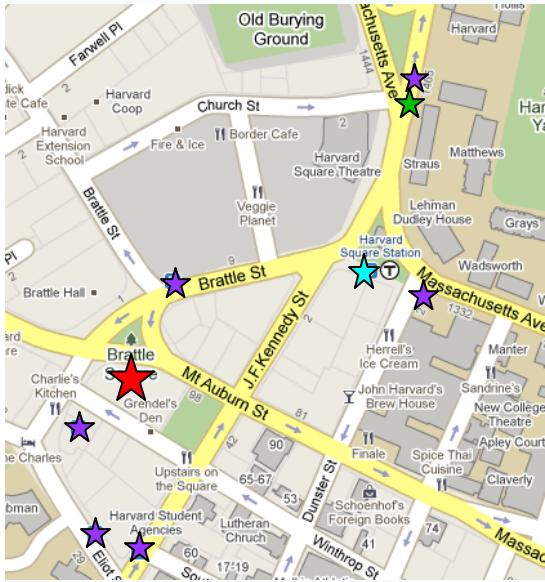 Farwell Pl
Old Burying
Ground
Massachusetts Ave
1444
1465
Hollis
Harvard
Cafe
Harvard
Coop
Church St
2
Harvard
Extension
School
Fire & Ice
Border Cafe
Harvard
Square Theatre
Straus
Matthews
Lehman
Dudley House
Grays
Brattle St
Veggie
Planet
Harvard
Square Station
T
Wadsworth
Pl
9
Brattle St
Massachusetts Ave
1332
Brattle Hall
1
2
J.F.Kennedy St
Herrell's
Ice Cream
Manter
Brattle
Charlie's
Kitchen
Mt Auburn St
98
Grendel's
Den
81
John Harvard's
Brew House
Sandrine's
New College
Theatre
Apley Court
The Charles
42
90
Finale
Upstairs on
the Square
65-67
53
Dunster St
Spice Thai
Cuisine
Claverly
Schoenhof's
Foreign Books
Harvard Student
Agencies
Lutheran
Chruch
41
74
Winthrop St
29
Eliot St
60
17-19